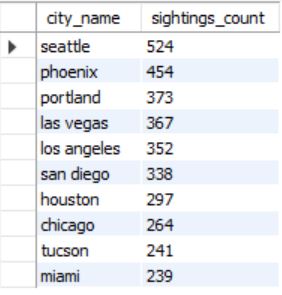 city_name sightings_count
seattle 524
phoenix 454
portland 373
las vegas 367
los angeles 352
san diego 338
houston 297
chicago 264
tucson 241
miami 239